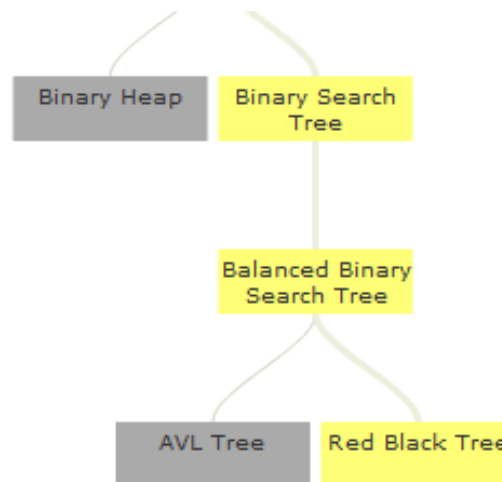 Binary Heap
Binary Search
Tree
Balanced Binary
Search Tree
AVL Tree
Red Black Tree